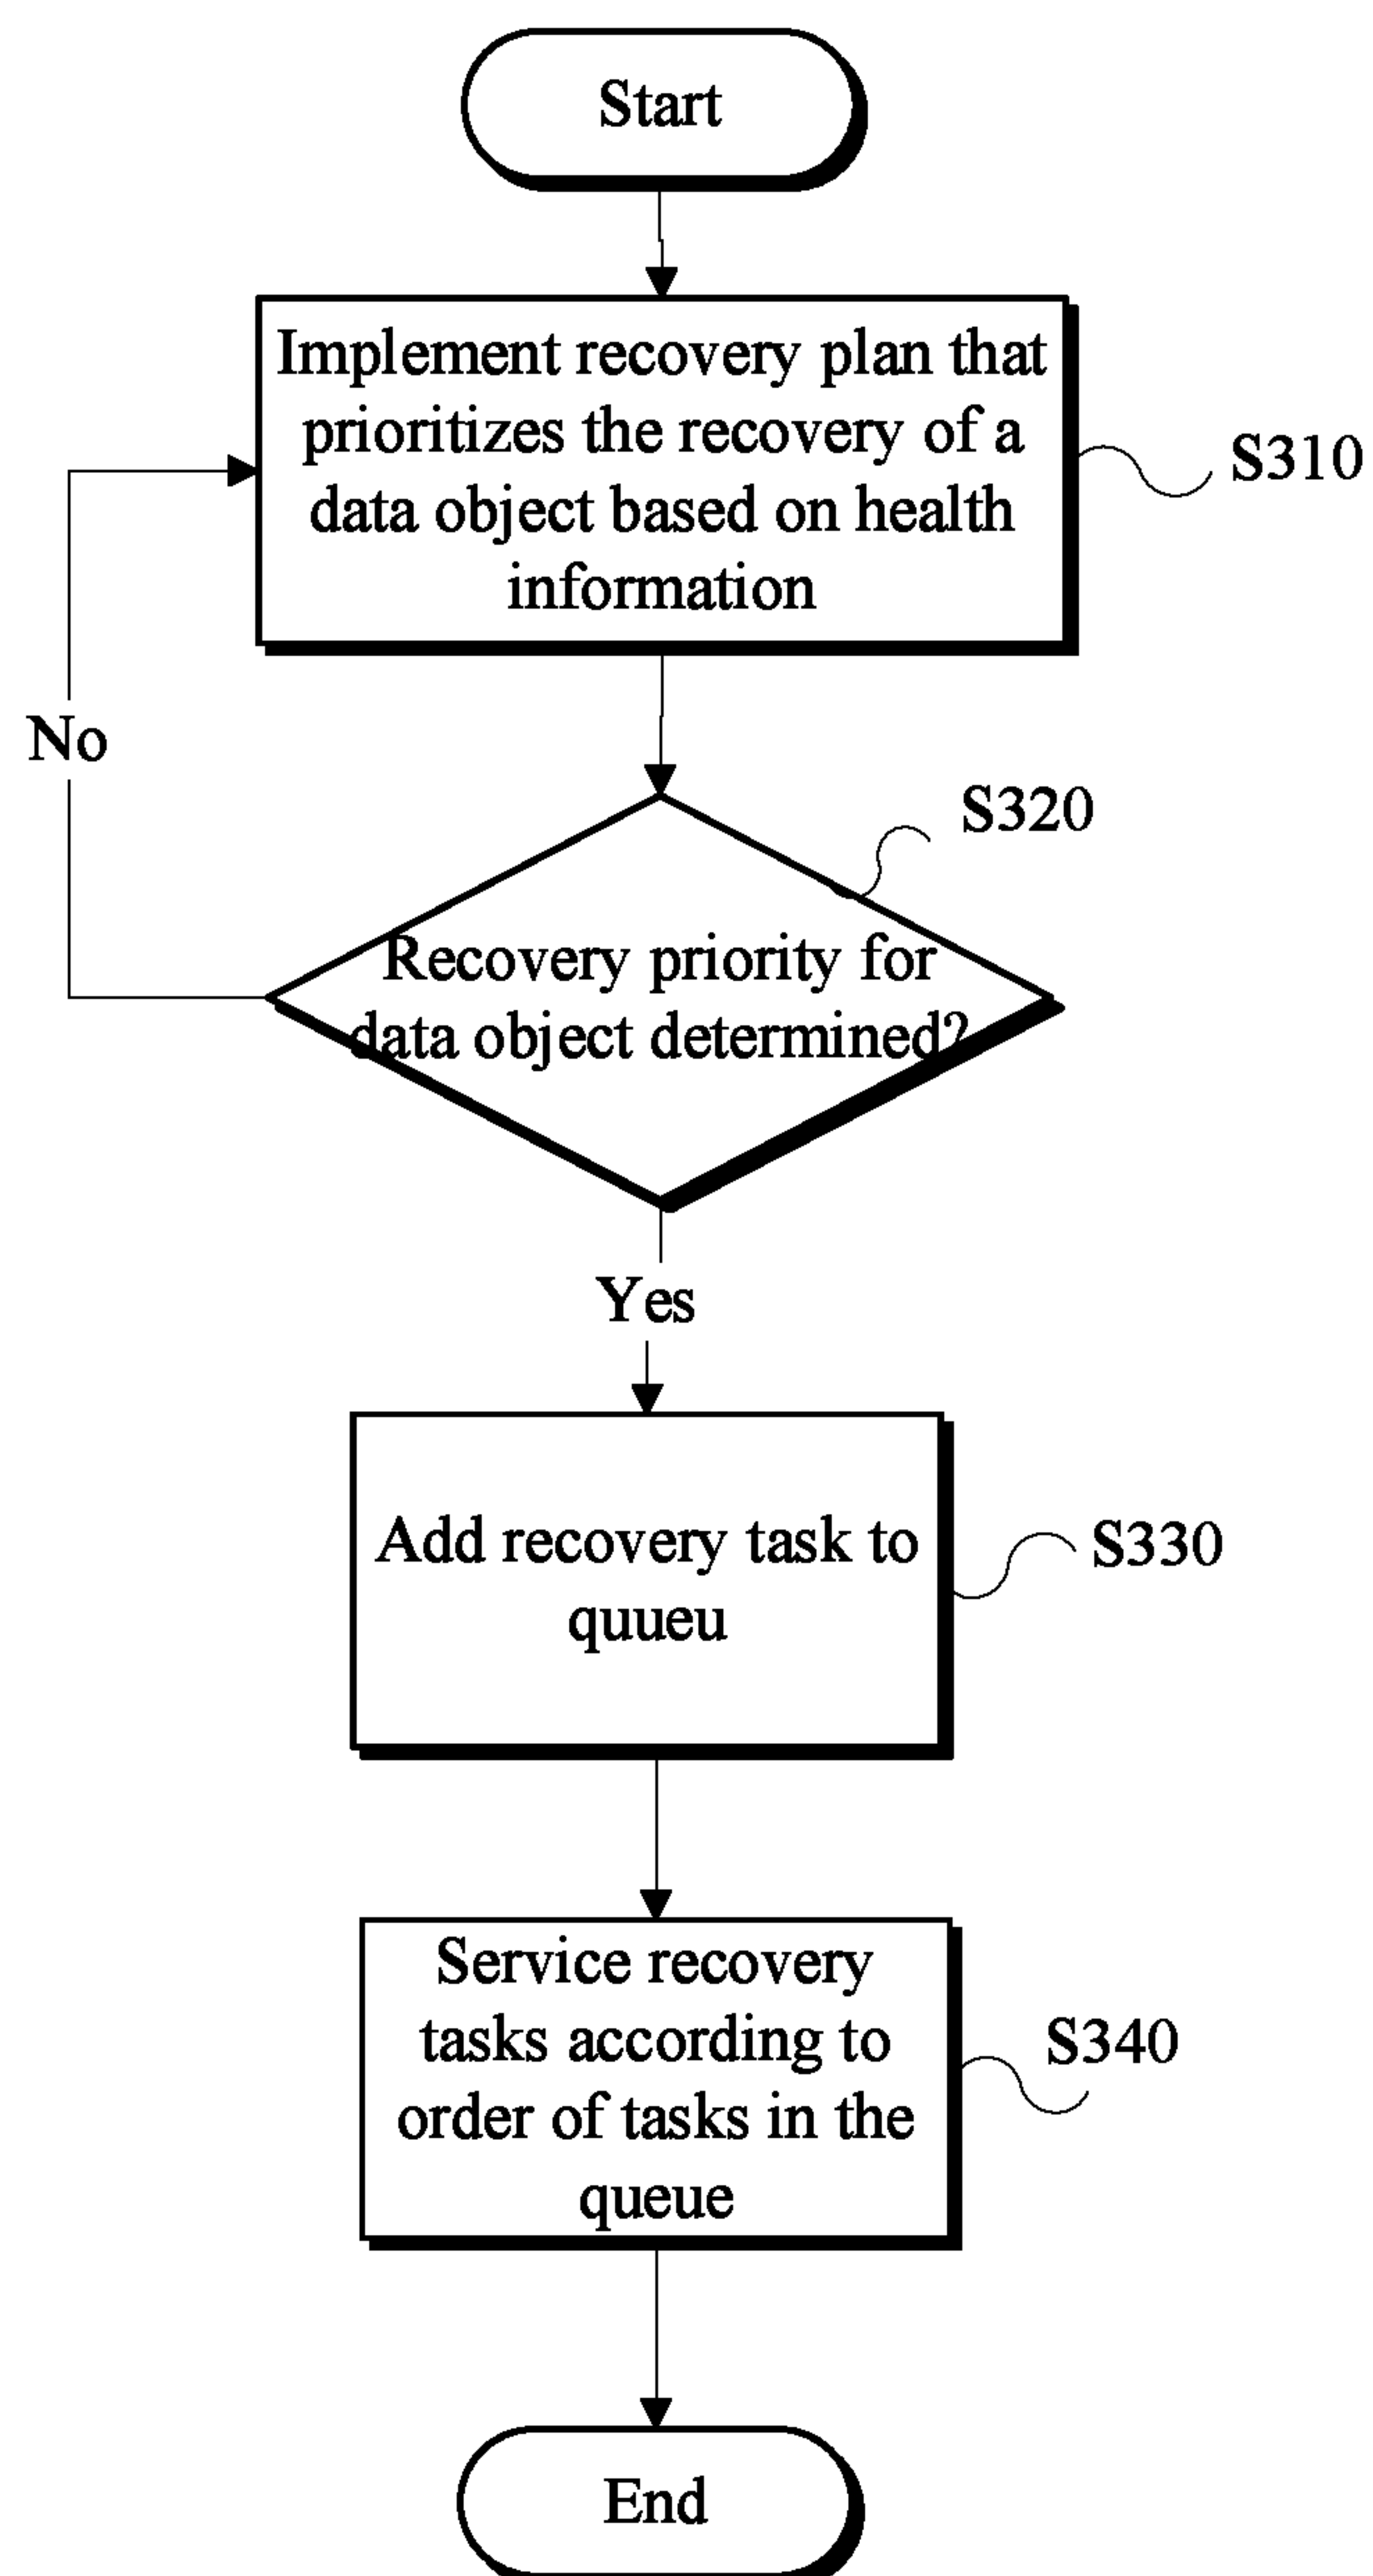 Start
Implement recovery plan that
prioritizes the recovery of a
data object based on health
information
S310
No
S320
Recovery priority for
data object determined?
Yes
Add recovery task to
quueu
S330
Service recovery
tasks according to
order of tasks in the
queue
S340
End